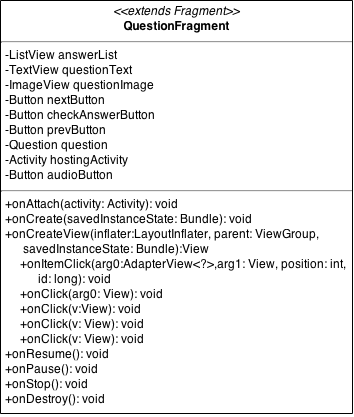 <<extends Fragment>>
QuestionFragment
-ListView answerList
-TextView questionText
-ImageView questionImage
-Button nextButton
-Button checkAnswerButton
-Button prevButton
-Question question
-Activity hostingActivity
-Button audioButton
+onAttach(activity: Activity): void
+onCreate(savedInstanceState: Bundle): void
+onCreateView(inflater:LayoutInflater, parent: ViewGroup,
savedInstanceState: Bundle):View
+onItemClick(arg0:AdapterView<?>,arg1: View, position: int,
id: long): void
+onClick(arg0: View): void
+onClick(v:View): void
+onClick(v: View): void
+onClick(v: View): void
+onResume(): void
+onPause(): void
+onStop(): void
+onDestroy(): void